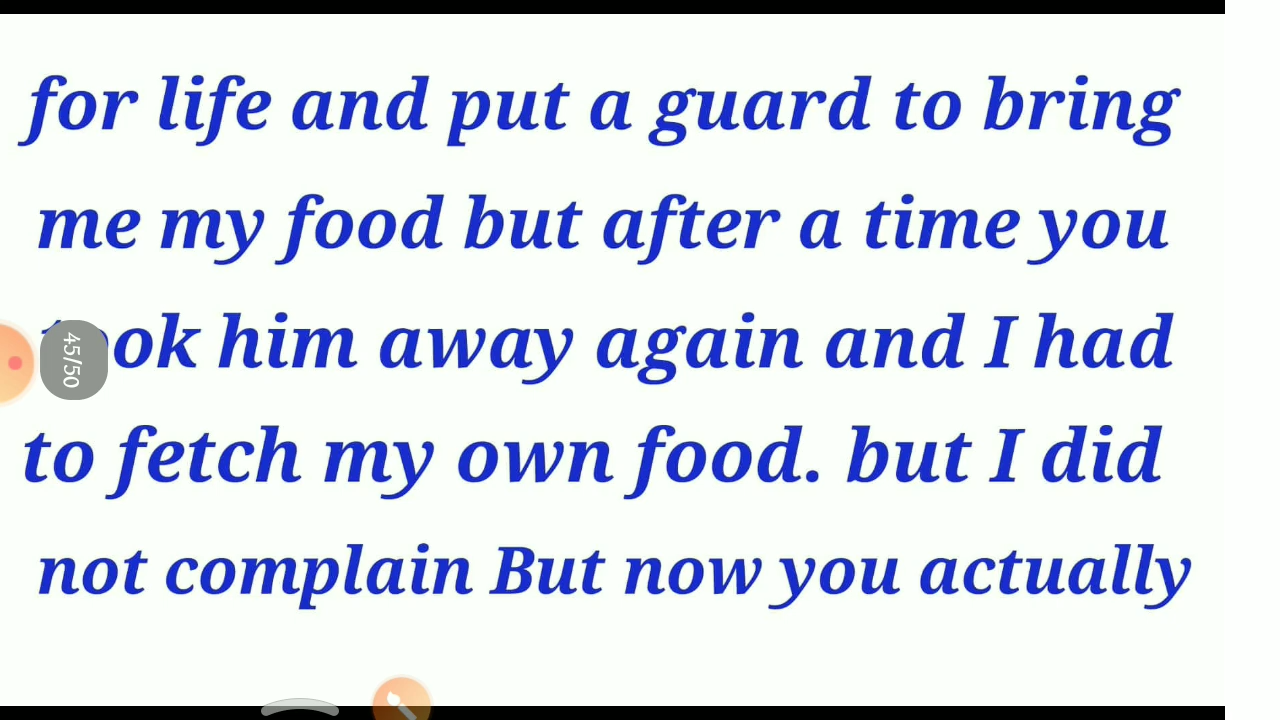 for life and put a guard to bring
me my food but after a time you
took him away again and I had
to fetch my own food. but I did
not complain But now you actually
45/50